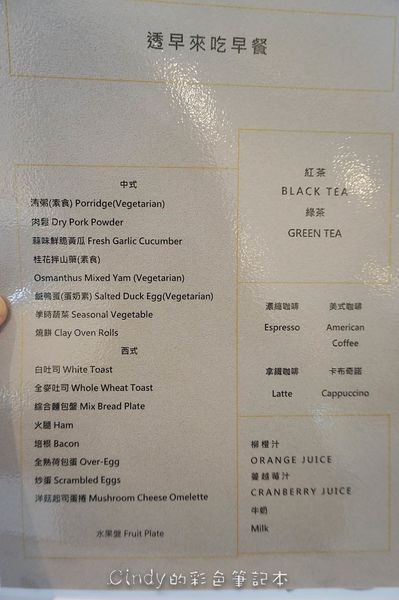 透早來吃早餐
中式
清粥(素食) Porridge(Vegetarian)
肉鬆 Dry Pork Powder
蒜味鮮脆黃瓜 Fresh Garlic Cucumber
桂花拌山藥(素食)
Osmanthus Mixed Yam (Vegetarian)
鹹鴨蛋(蛋奶素) Salted Duck Egg(Vegetarian)
季時蔬菜 Seasonal Vegetable
燒餅 Clay Oven Rolls
西式
白吐司 White Toast
全麥吐司 Whole Wheat Toast
綜合麵包盤 Mix Bread Plate
火腿 Ham
培根 Bacon
全熟荷包蛋 Over-Egg
炒蛋 Scrambled Eggs
洋菇起司蛋捲 Mushroom Cheese Omelette
水果盤 Fruit Plate
紅茶
BLACK TEA
綠茶
GREEN TEA
濃縮咖啡 美式咖啡
Espresso American
Coffee
拿鐵咖啡 卡布奇諾
Latte Cappuccino
柳橙汁
ORANGE JUICE
蔓越莓汁
CRANBERRY JUICE
牛奶
Milk
Cindy的彩色筆記本